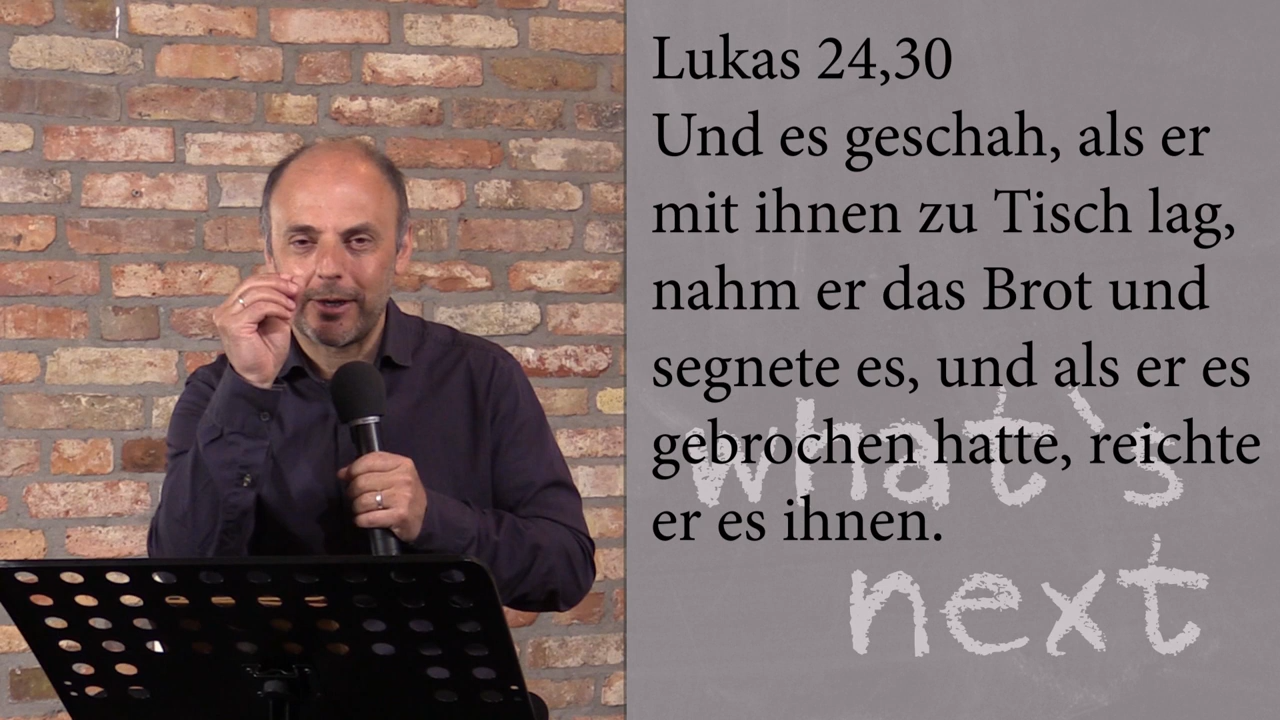 Lukas 24,30
Und es geschah, als er
mit ihnen zu Tisch lag,
nahm er das Brot und
segnete es, und als er es
gebrochen hatte, reichte
er es ihnen.
what`s
next